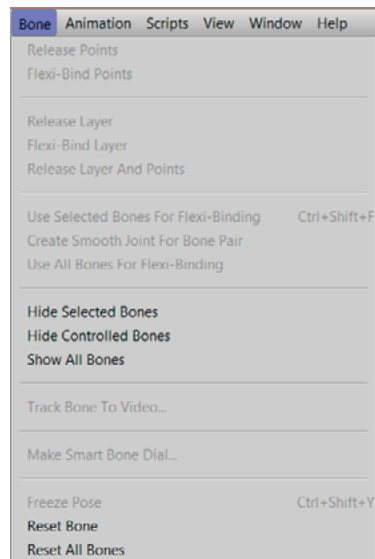 Bone Animation Scripts View Window Help
Release Points
Flexi-Bind Points
Release Layer
Flexi-Bind Layer
Release Layer And Points
Use Selected Bones For Flexi-Binding Ctrl+Shift+F
Create Smooth Joint For Bone Pair
Use All Bones For Flexi-Binding
Hide Selected Bones
Hide Controlled Bones
Show All Bones
Track Bone To Video...
Make Smart Bone Dial...
Freeze Pose Ctrl+Shift+Y
Reset Bone
Reset All Bones